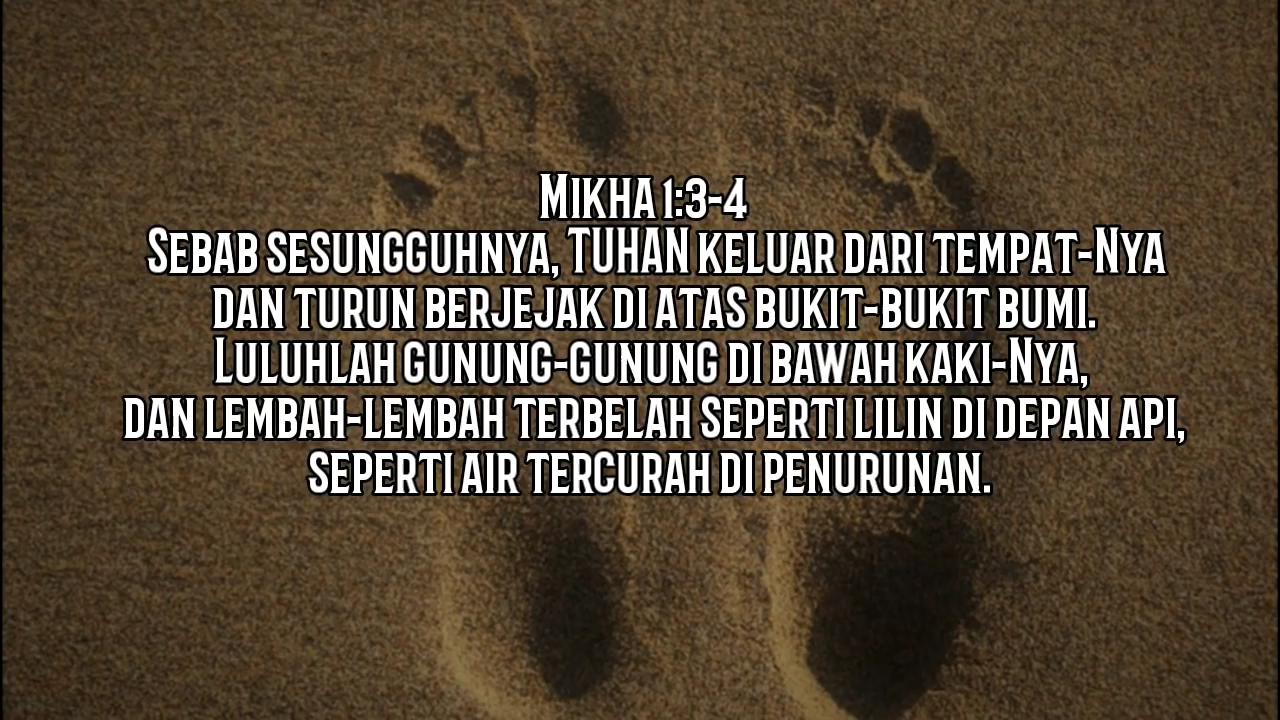 Mikha 1:3-4
Sebab sesungguhnya, TUHAN keluar dari tempat-Nya
dan turun berjejak di atas bukit-bukit bumi.
Luluhlah gunung-gunung di bawah kaki-Nya,
dan lembah-lembah terbelah seperti lilin di depan api,
seperti air tercurah di penurunan.